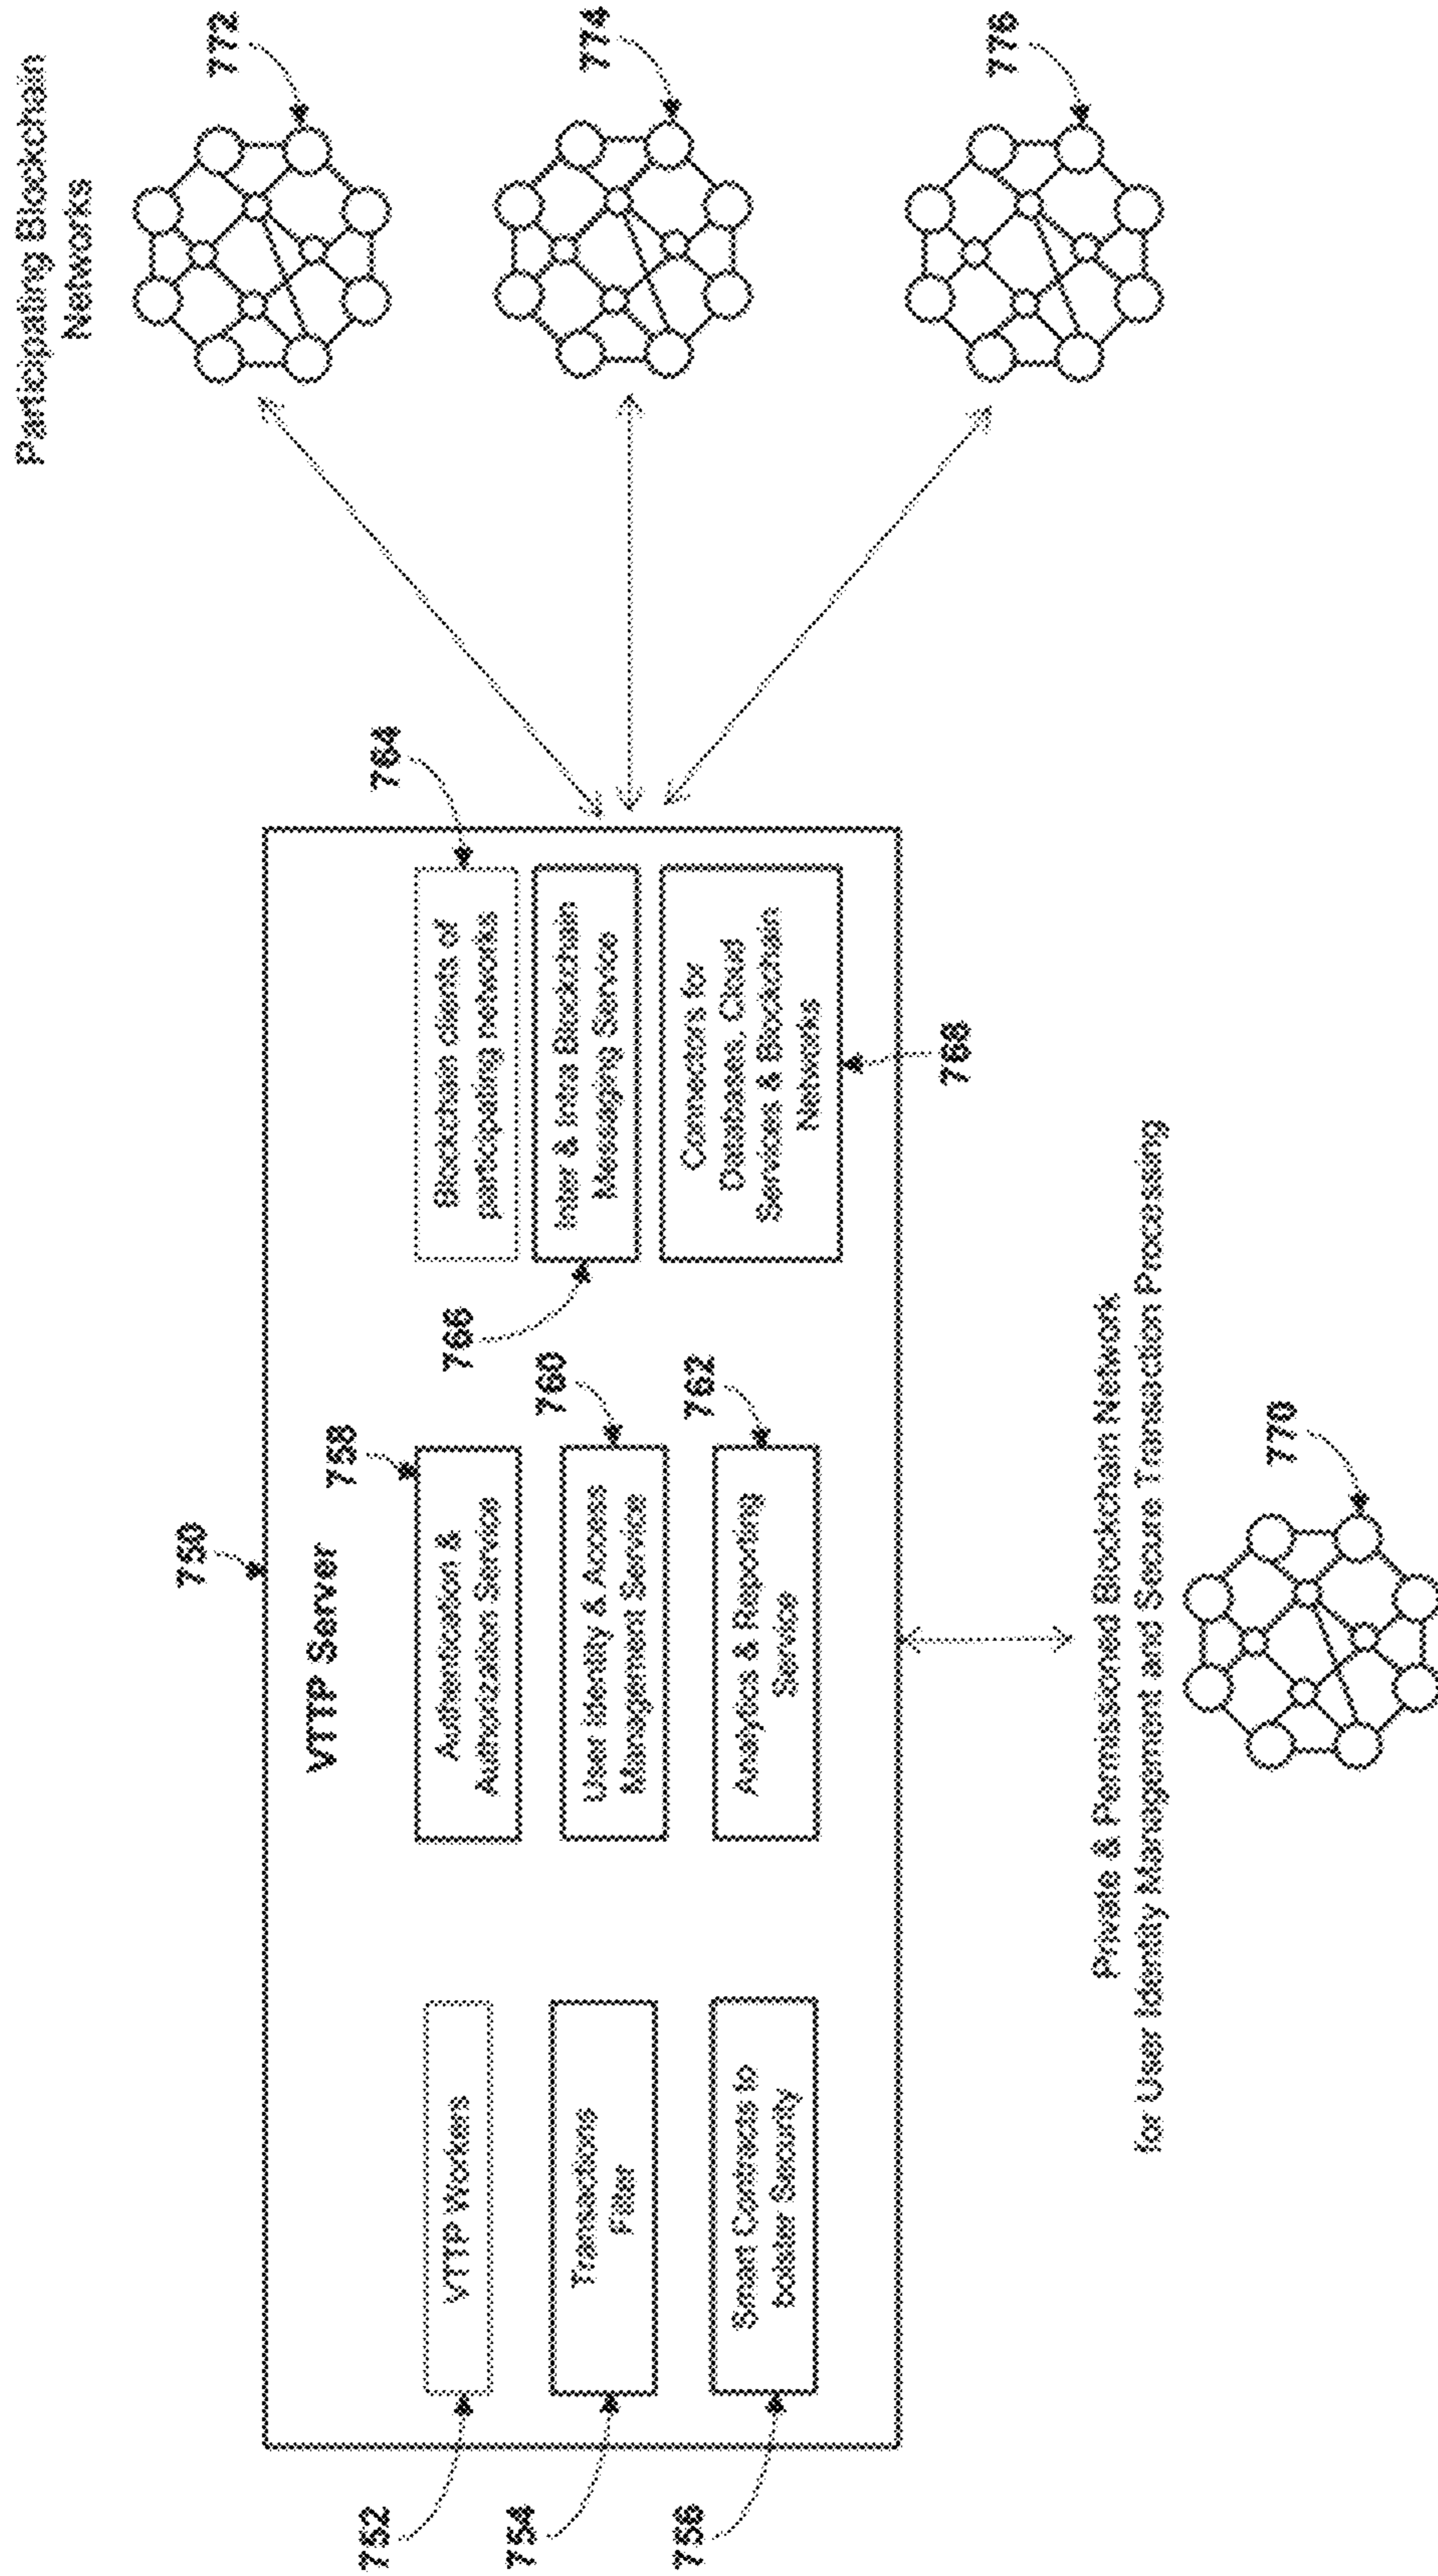 Participating Blockchain
Networks
772
774
776
750
VTTP Server
752
VTTP Workers
754
Transactions
Filter
756
Smart Contracts to
bolster Security
758
Authentication &
Authorization Service
760
User Identity & Access
Management Service
762
Analytics & Reporting
Service
764
Blockchain clients of
participating networks
766
Inter & Intra Blockchain
Messaging Service
Connectors for
Databases, Cloud
Services & Blockchain
Networks
768
Private & Permissioned Blockchain Network
for User Identity Management and Secure Transaction Processing
770